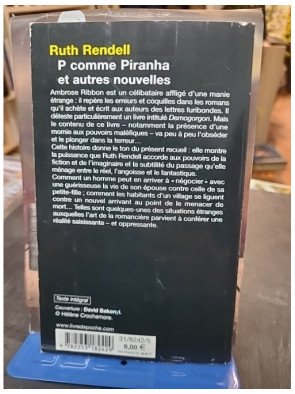 Ruth Rendell
P comme Piranha
et autres nouvelles
Ambrose Ribbon est un célibataire affligé d'une manie
étrange : il repère les erreurs et coquilles dans les romans
qu'il achète et écrit aux auteurs des lettres furibondes. Il
déteste particulièrement un livre intitulé Demogorgon. Mais
le contenu de ce livre – notamment la présence d'une
momie aux pouvoirs maléfiques – va peu à peu l'obséder
et le plonger dans la terreur...
Cette histoire donne le ton du présent recueil : elle montre
la puissance que Ruth Rendell accorde aux pouvoirs de la
fiction et de l'imaginaire et la subtilité du passage qu'elle
ménage entre le réel, l'angoisse et le fantastique.
Comment un homme peut en arriver à « négocier » avec
une guérisseuse la vie de son épouse contre celle de sa
petite-fille ; comment les habitants d'un village se liguent
contre un nouvel arrivant au point de le menacer de
mort... Telles sont quelques-unes des situations étranges
auxquelles l'art de la romancière parvient à conférer une
réalité saisissante – et oppressante.
Texte intégral
Couverture : David Bakonyi.
© Hélène Crochemore.
www.livredepoche.com
31/8242/5
6,00 €
9 782253 182429